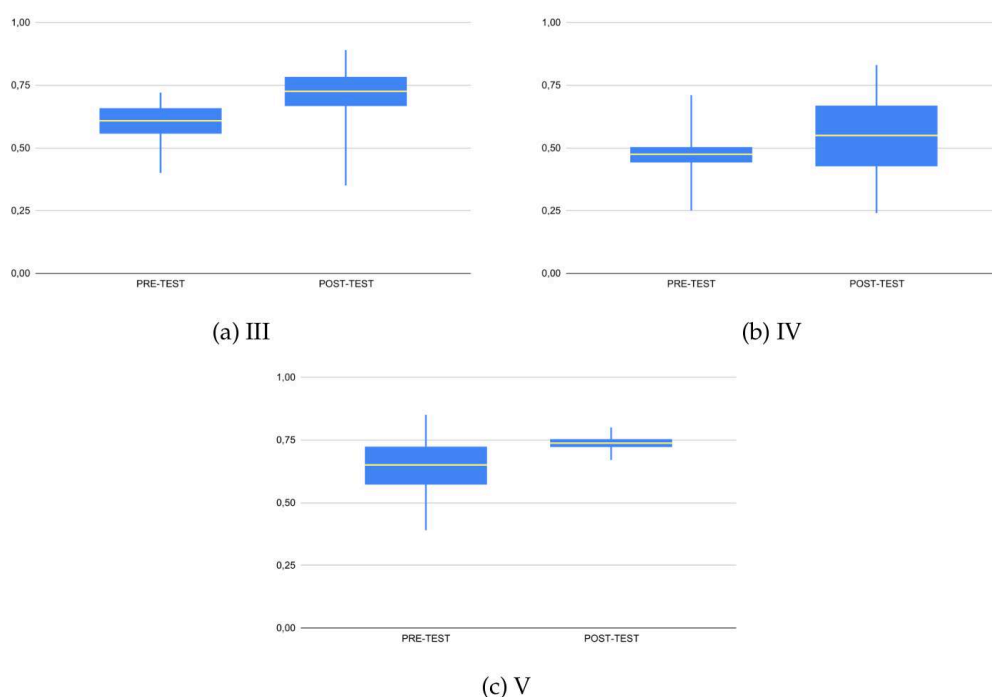 1,00
0,75
0,50
0,25
0,00
PRE-TEST POST-TEST
(a) III
1,00
0,75
0,50
0,25
0,00
PRE-TEST POST-TEST
(b) IV
1,00
0,75
0,50
0,25
0,00
PRE-TEST POST-TEST
(c) V